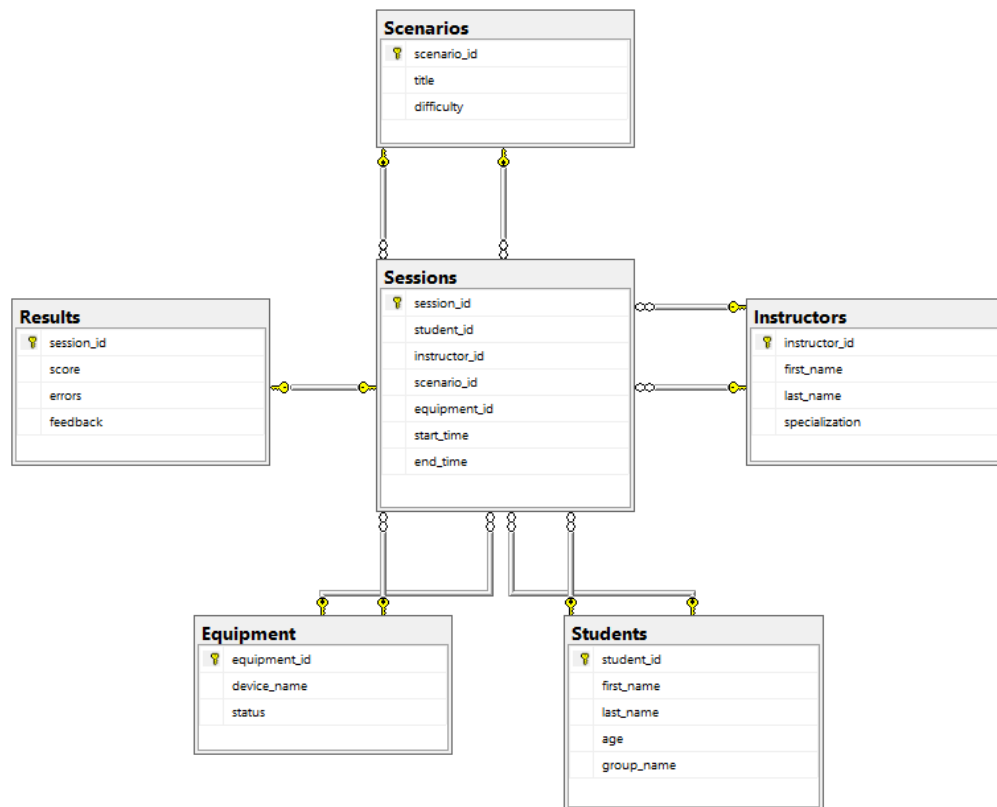 Scenarios
scenario_id
title
difficulty
Sessions
session_id
student_id
instructor_id
scenario_id
equipment_id
start_time
end_time
Results
session_id
score
errors
feedback
Instructors
instructor_id
first_name
last_name
specialization
Equipment
equipment_id
device_name
status
Students
student_id
first_name
last_name
age
group_name